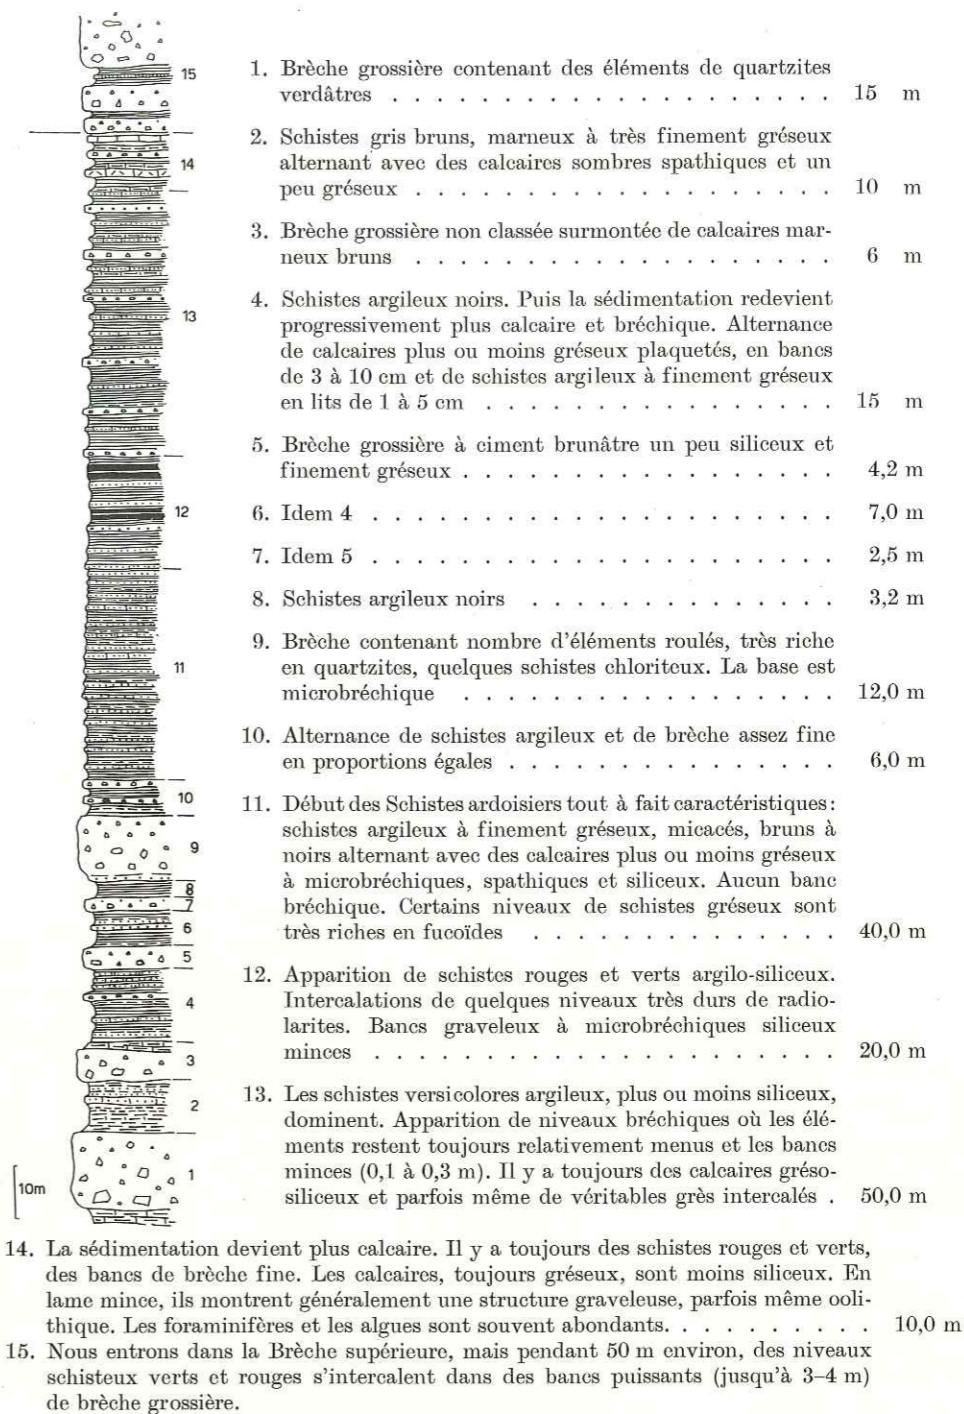 15
14
13
12
11
10
9
8
7
6
5
4
3
2
1
10m
1. Brèche grossière contenant des éléments de quartzites
verdâtres . . . . . . . . . . . . . . . . . . . . 15 m
2. Schistes gris bruns, marneux à très finement gréseux
alternant avec des calcaires sombres spathiques et un
peu gréseux . . . . . . . . . . . . . . . . . . . 10 m
3. Brèche grossière non classée surmontée de calcaires mar-
neux bruns . . . . . . . . . . . . . . . . . . . 6 m
4. Schistes argileux noirs. Puis la sédimentation redevient
progressivement plus calcaire et bréchique. Alternance
de calcaires plus ou moins gréseux plaquetés, en bancs
de 3 à 10 cm et de schistes argileux à finement gréseux
en lits de 1 à 5 cm . . . . . . . . . . . . . . . . 15 m
5. Brèche grossière à ciment brunâtre un peu siliceux et
finement gréseux . . . . . . . . . . . . . . . . . 4,2 m
6. Idem 4 . . . . . . . . . . . . . . . . . . . . . 7,0 m
7. Idem 5 . . . . . . . . . . . . . . . . . . . . . 2,5 m
8. Schistes argileux noirs . . . . . . . . . . . . . . 3,2 m
9. Brèche contenant nombre d'éléments roulés, très riche
en quartzites, quelques schistes chloriteux. La base est
microbréchique . . . . . . . . . . . . . . . . . 12,0 m
10. Alternance de schistes argileux et de brèche assez fine
en proportions égales . . . . . . . . . . . . . . . 6,0 m
11. Début des Schistes ardoisiers tout à fait caractéristiques:
schistes argileux à finement gréseux, micacés, bruns à
noirs alternant avec des calcaires plus ou moins gréseux
à microbréchiques, spathiques et siliceux. Aucun banc
bréchique. Certains niveaux de schistes gréseux sont
très riches en fucoïdes . . . . . . . . . . . . . . 40,0 m
12. Apparition de schistes rouges et verts argilo-siliceux.
Intercalations de quelques niveaux très durs de radio-
larites. Bancs graveleux à microbréchiques siliceux
minces . . . . . . . . . . . . . . . . . . . . . 20,0 m
13. Les schistes versicolores argileux, plus ou moins siliceux,
dominent. Apparition de niveaux bréchiques où les élé-
ments restent toujours relativement menus et les bancs
minces (0,1 à 0,3 m). Il y a toujours des calcaires gréso-
siliceux et parfois même de véritables grès intercalés . 50,0 m
14. La sédimentation devient plus calcaire. Il y a toujours des schistes rouges et verts,
des bancs de brèche fine. Les calcaires, toujours gréseux, sont moins siliceux. En
lame mince, ils montrent généralement une structure graveleuse, parfois même ooli-
thique. Les foraminifères et les algues sont souvent abondants. . . . . . . . . . 10,0 m
15. Nous entrons dans la Brèche supérieure, mais pendant 50 m environ, des niveaux
schisteux verts et rouges s'intercalent dans des bancs puissants (jusqu'à 3–4 m)
de brèche grossière.